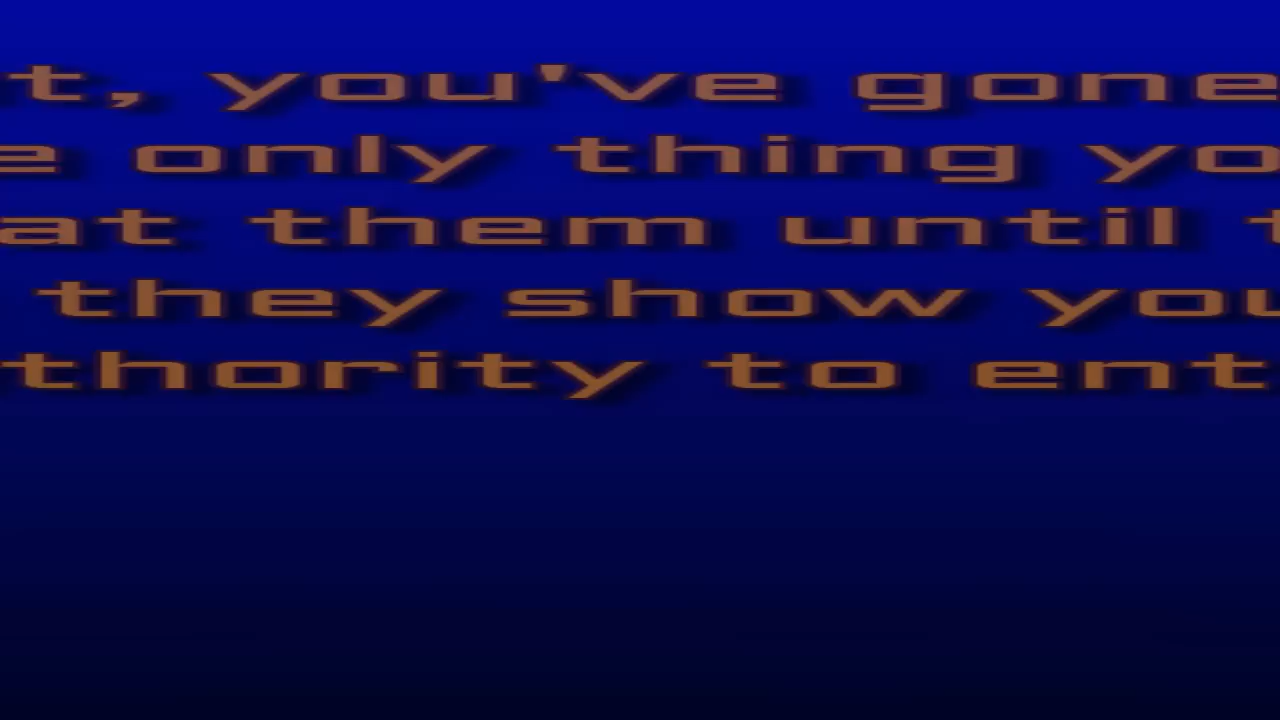 t, you've gone
e only thing yo
at them until t
they show you
thority to ent